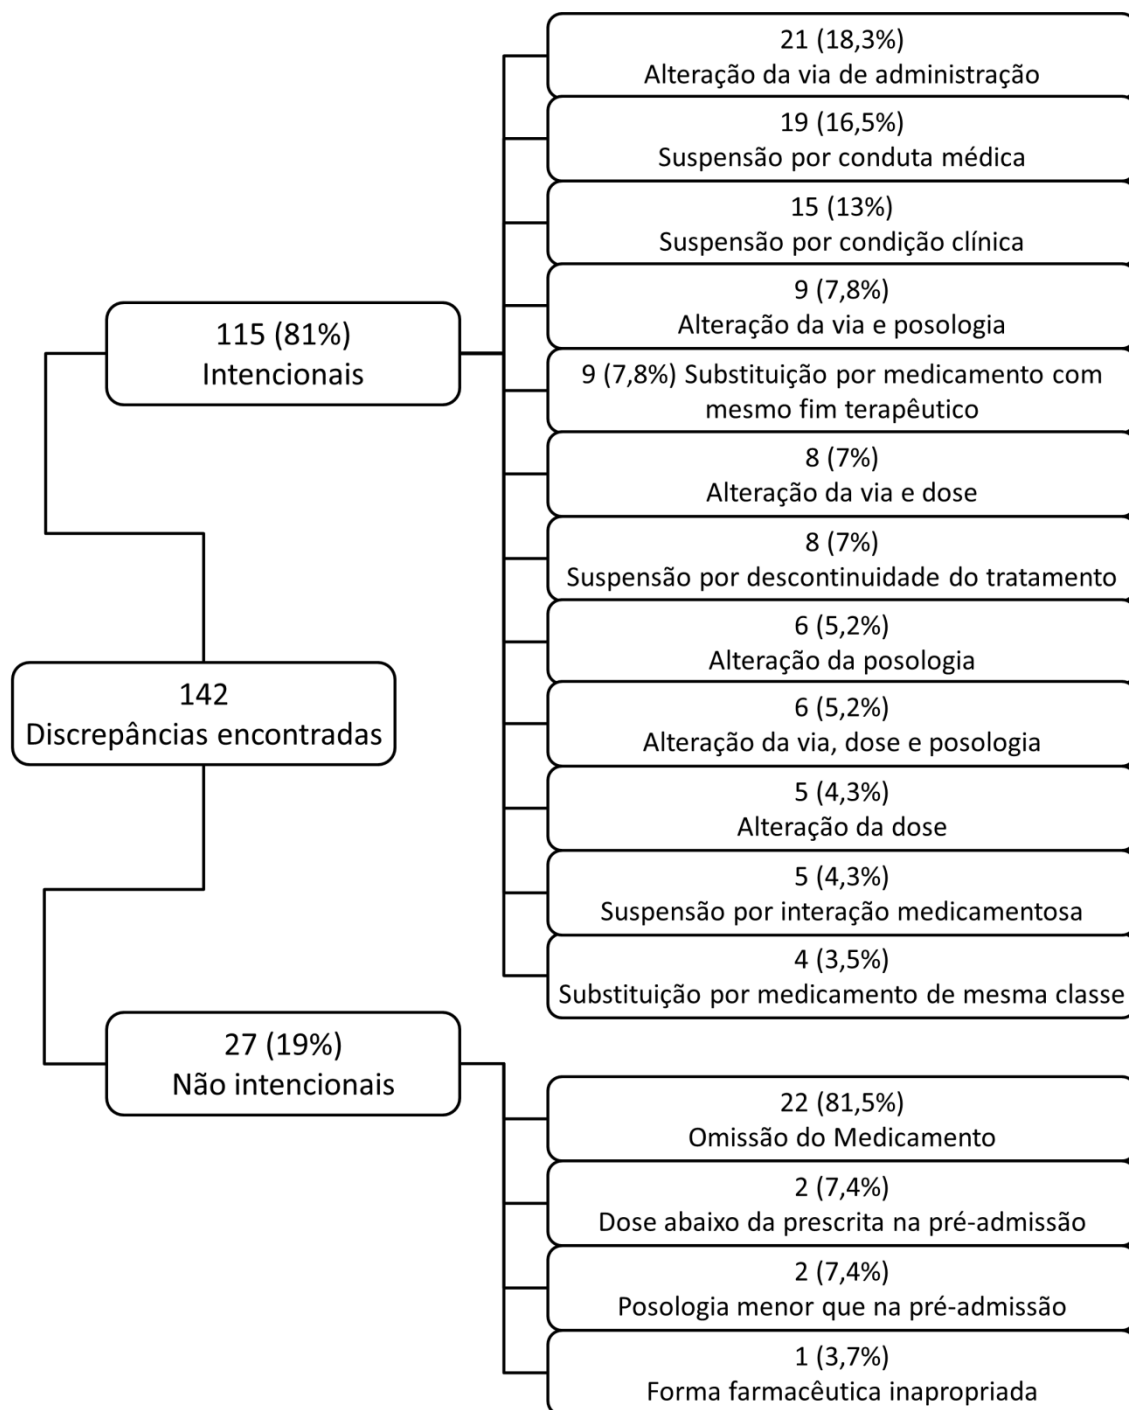 142
Discrepâncias encontradas
115 (81%)
Intencionais
21 (18,3%)
Alteração da via de administração
19 (16,5%)
Suspensão por conduta médica
15 (13%)
Suspensão por condição clínica
9 (7,8%)
Alteração da via e posologia
9 (7,8%) Substituição por medicamento com
mesmo fim terapêutico
8 (7%)
Alteração da via e dose
8 (7%)
Suspensão por descontinuidade do tratamento
6 (5,2%)
Alteração da posologia
6 (5,2%)
Alteração da via, dose e posologia
5 (4,3%)
Alteração da dose
5 (4,3%)
Suspensão por interação medicamentosa
4 (3,5%)
Substituição por medicamento de mesma classe
27 (19%)
Não intencionais
22 (81,5%)
Omissão do Medicamento
2 (7,4%)
Dose abaixo da prescrita na pré-admissão
2 (7,4%)
Posologia menor que na pré-admissão
1 (3,7%)
Forma farmacêutica inapropriada